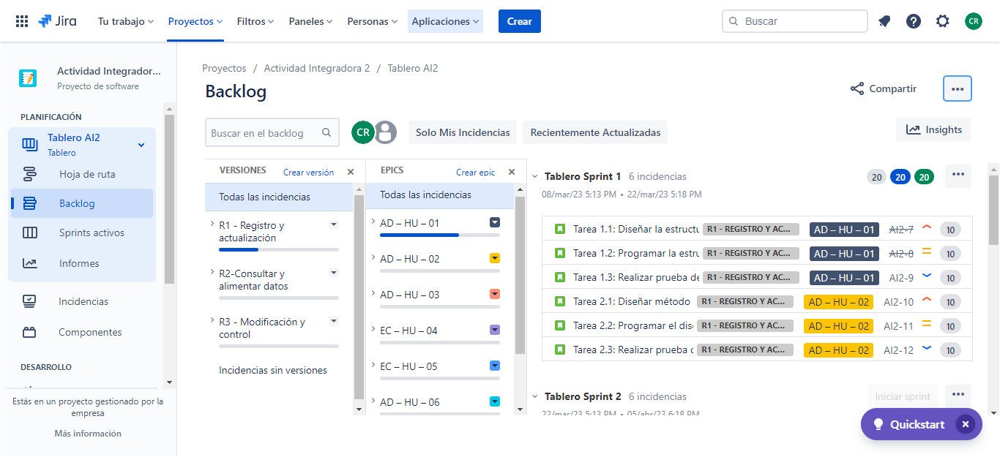 Jira
Tu trabajo
Proyectos
Filtros
Paneles
Personas
Aplicaciones
Crear
Buscar
CR
Actividad Integrador...
Proyecto de software
PLANIFICACIÓN
Tablero AI2
Tablero
Hoja de ruta
Backlog
Sprints activos
Informes
Incidencias
Componentes
DESARROLLO
Estás en un proyecto gestionado por la
empresa
Más información
Proyectos / Actividad Integradora 2 / Tablero AI2
Backlog
Compartir
Buscar en el backlog
CR
Solo Mis Incidencias
Recientemente Actualizadas
Insights
VERSIONES
Crear versión
Todas las incidencias
R1 - Registro y
actualización
R2-Consultar y
alimentar datos
R3 - Modificación y
control
Incidencias sin versiones
EPICS
Crear epic
Todas las incidencias
AD – HU – 01
AD – HU – 02
AD – HU – 03
EC – HU – 04
EC – HU – 05
AD – HU – 06
Tablero Sprint 1 6 incidencias
20 20 20
08/mar/23 5:13 PM • 22/mar/23 5:18 PM
Tarea 1.1: Diseñar la estructu R1 - REGISTRO Y AC... AD – HU – 01 AI2-7 10
Tarea 1.2: Programar la estru R1 - REGISTRO Y AC... AD – HU – 01 AI2-8 10
Tarea 1.3: Realizar prueba de R1 - REGISTRO Y AC... AD – HU – 01 AI2-9 10
Tarea 2.1: Diseñar método R1 - REGISTRO Y AC... AD – HU – 02 AI2-10 10
Tarea 2.2: Programar el dise R1 - REGISTRO Y AC... AD – HU – 02 AI2-11 10
Tarea 2.3: Realizar prueba c R1 - REGISTRO Y AC... AD – HU – 02 AI2-12 10
Tablero Sprint 2 6 incidencias
Iniciar sprint
22/mar/23 5:13 PM • 05/abr/23 6:18 PM
Quickstart